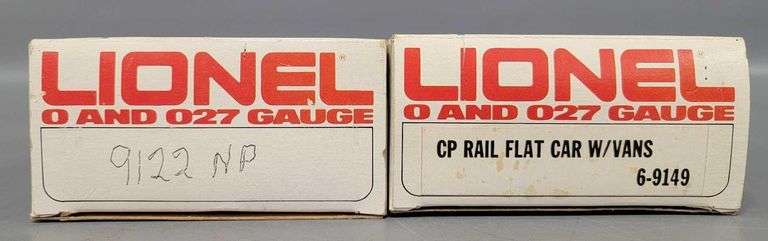 LIONEL®
O AND O27 GAUGE
9122 NP
LIONEL®
O AND O27 GAUGE
CP RAIL FLAT CAR W/VANS
6-9149